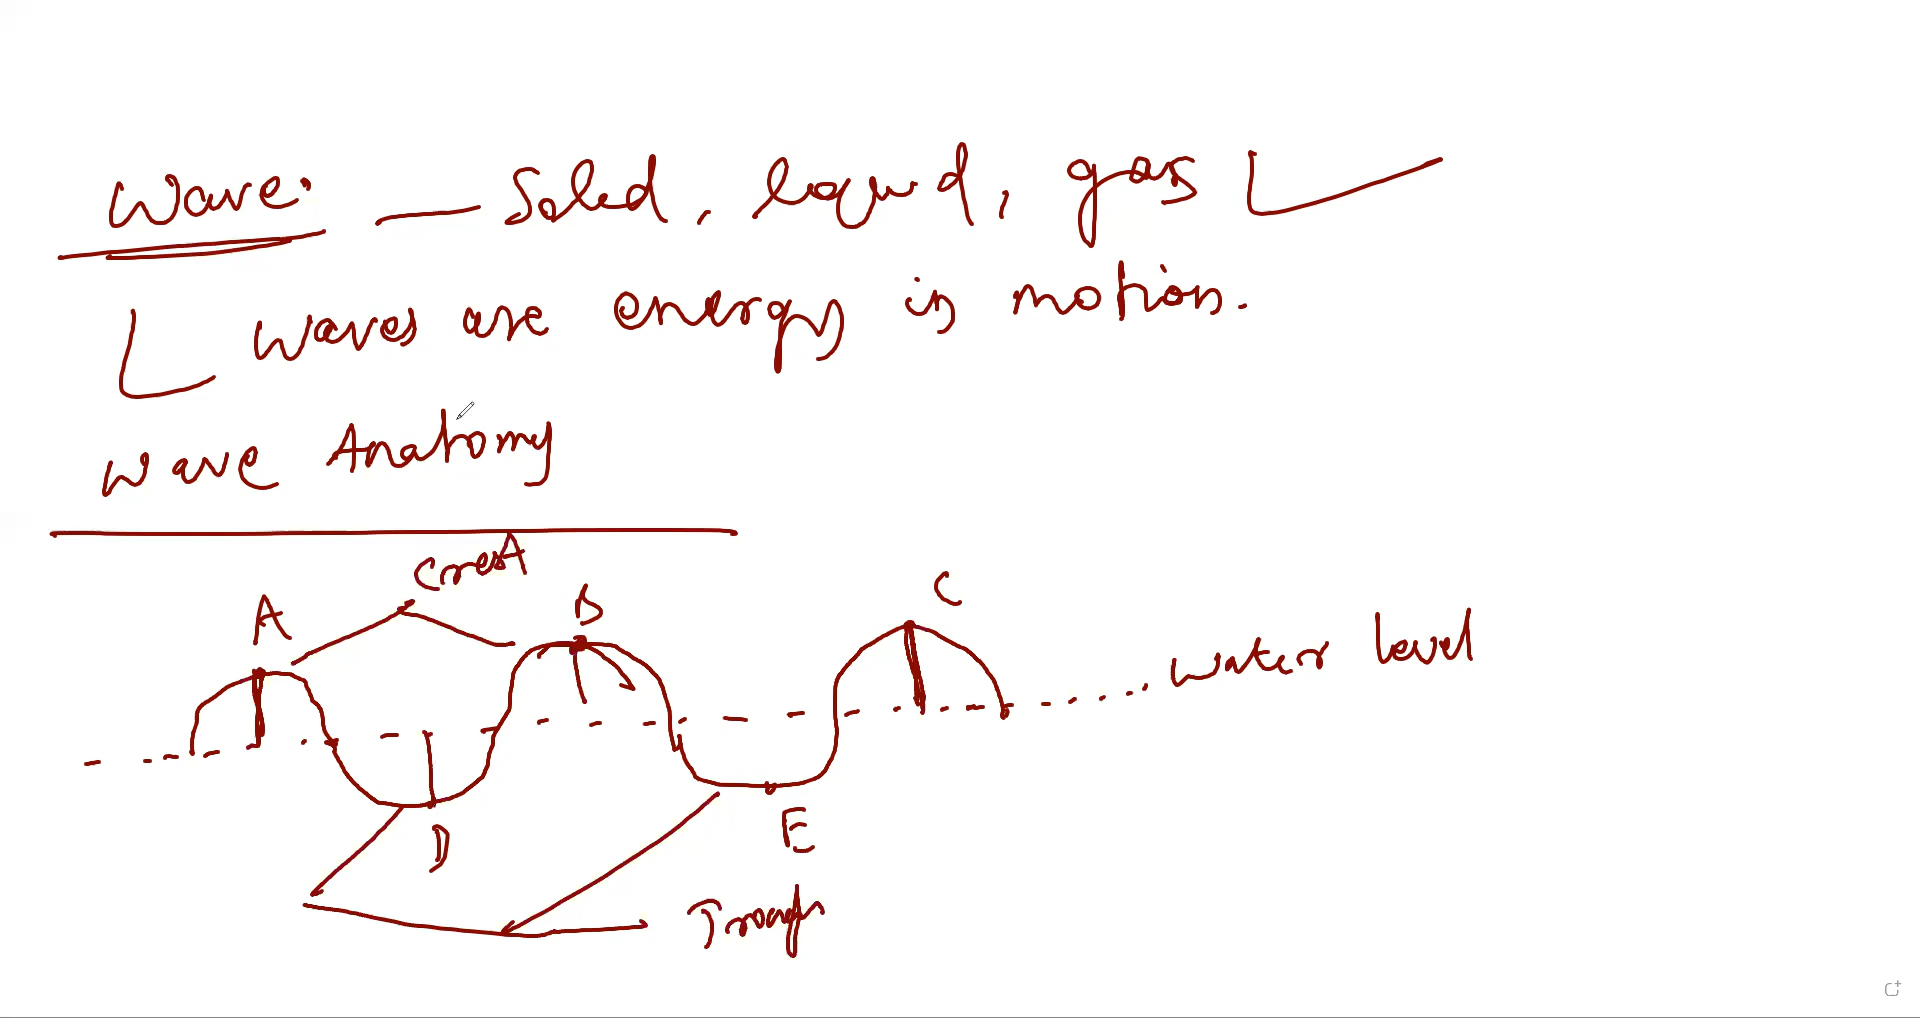 Wave. — Solid, liquid, gas
Waves are energy in motion.
Wave Anatomy
Crest
A B C
Water level
D E
Trough